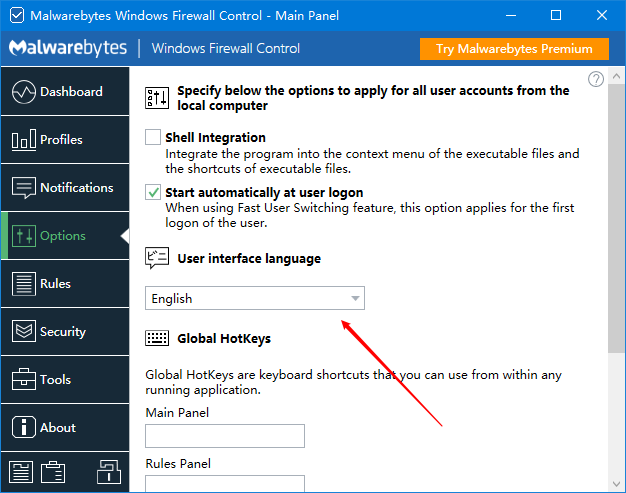 Malwarebytes Windows Firewall Control - Main Panel
Malwarebytes
Windows Firewall Control
Try Malwarebytes Premium
Dashboard
Profiles
Notifications
Options
Rules
Security
Tools
About
?
Specify below the options to apply for all user accounts from the
local computer
Shell Integration
Integrate the program into the context menu of the executable files and
the shortcuts of executable files.
Start automatically at user logon
When using Fast User Switching feature, this option applies for the first
logon of the user.
User interface language
English
Global HotKeys
Global HotKeys are keyboard shortcuts that you can use from within any
running application.
Main Panel
Rules Panel